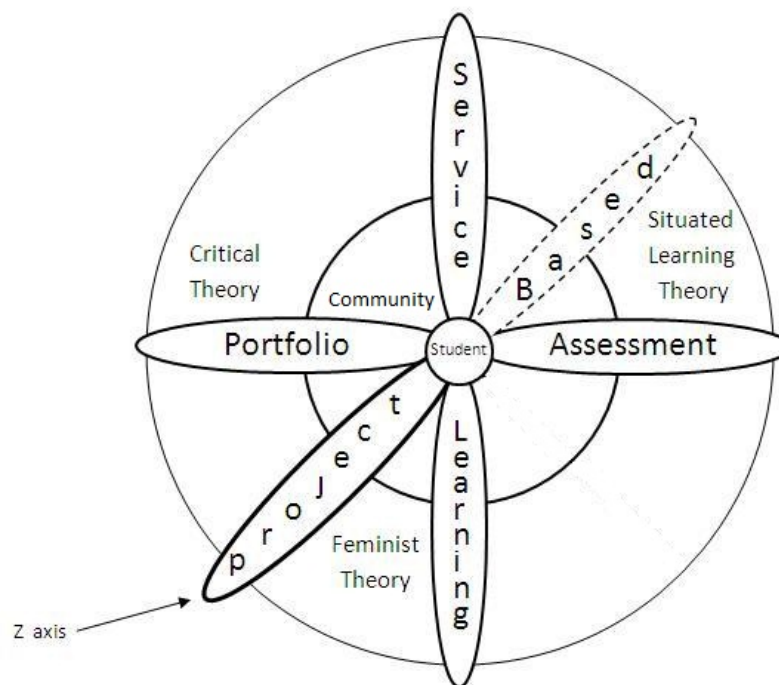 Service
Based
Critical
Theory
Situated
Learning
Theory
Community
Portfolio
Student
Assessment
proJect
Learning
Feminist
Theory
Z axis